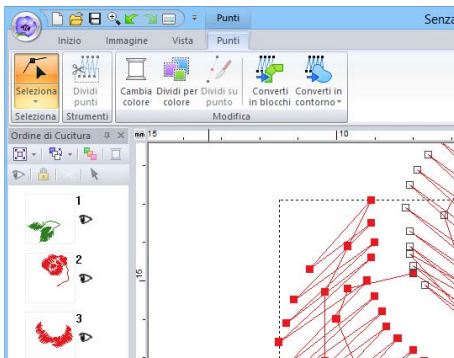 Punti
Senza
Inizio
Immagine
Vista
Punti
Seleziona
Dividi punti
Cambia colore
Dividi per colore
Dividi su punto
Converti in blocchi
Converti in contorno
Seleziona
Strumenti
Modifica
Ordine di Cucitura
mm
15
10
15
1
2
3